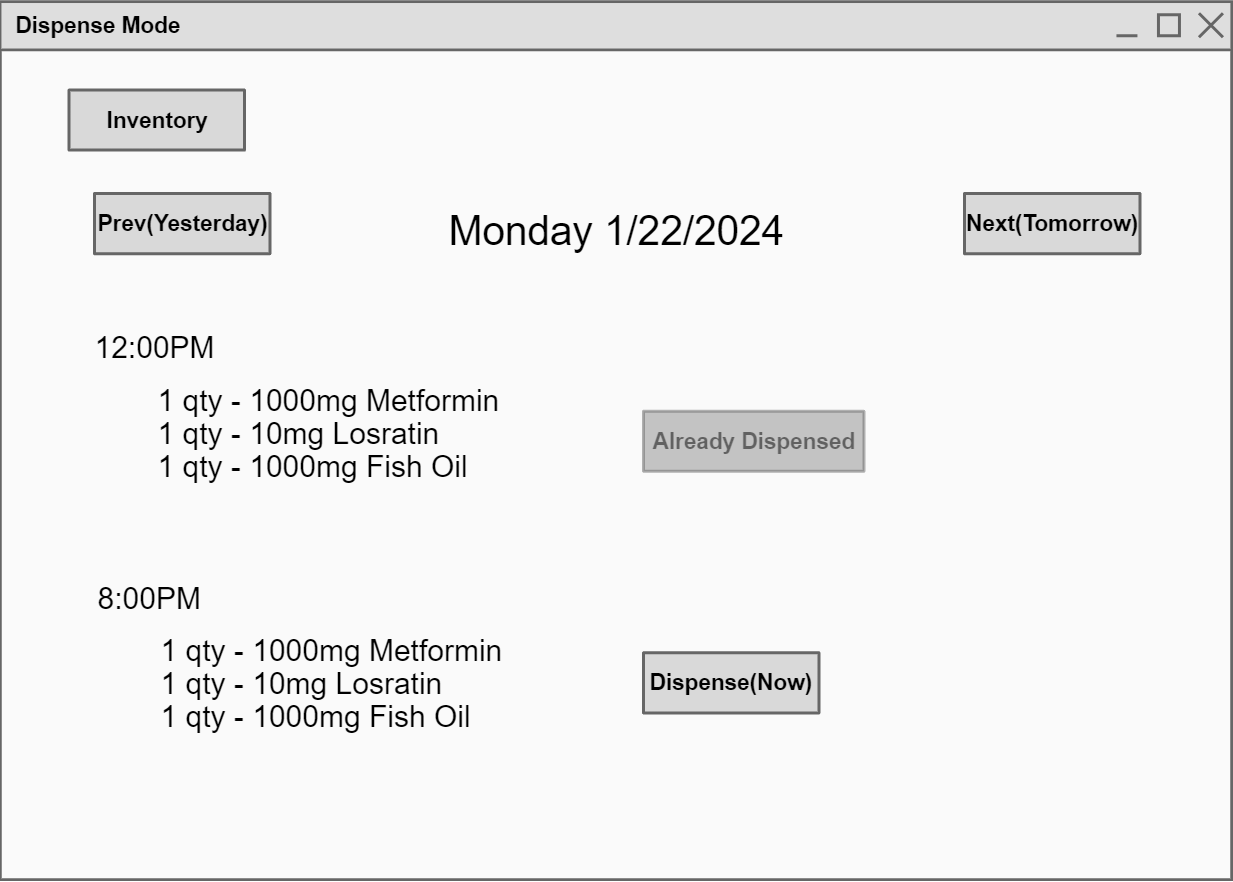 Dispense Mode
Inventory
Prev(Yesterday)
Monday 1/22/2024
Next(Tomorrow)
12:00PM
1 qty - 1000mg Metformin
1 qty - 10mg Losratin
1 qty - 1000mg Fish Oil
Already Dispensed
8:00PM
1 qty - 1000mg Metformin
1 qty - 10mg Losratin
1 qty - 1000mg Fish Oil
Dispense(Now)